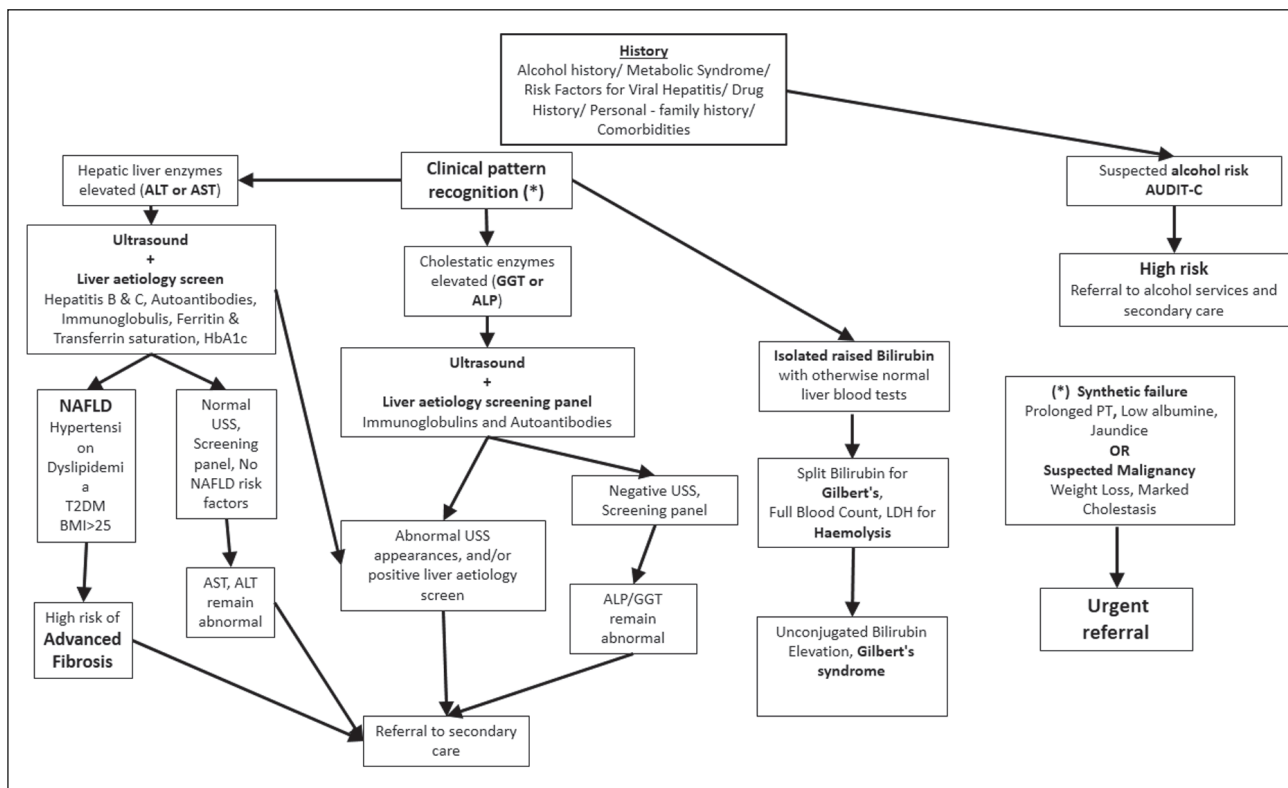 History
Alcohol history/ Metabolic Syndrome/
Risk Factors for Viral Hepatitis/ Drug
History/ Personal - family history/
Comorbidities
Hepatic liver enzymes
elevated (ALT or AST)
Clinical pattern
recognition (*)
Suspected alcohol risk
AUDIT-C
Ultrasound
+
Liver aetiology screen
Hepatitis B & C, Autoantibodies,
Immunoglobulis, Ferritin &
Transferrin saturation, HbA1c
Cholestatic enzymes
elevated (GGT or
ALP)
High risk
Referral to alcohol services and
secondary care
Ultrasound
+
Liver aetiology screening panel
Immunoglobulins and Autoantibodies
Isolated raised Bilirubin
with otherwise normal
liver blood tests
NAFLD
Hypertensi
on
Dyslipidemi
a
T2DM
BMI>25
Normal
USS,
Screening
panel, No
NAFLD risk
factors
(*) Synthetic failure
Prolonged PT, Low albumine,
Jaundice
OR
Suspected Malignancy
Weight Loss, Marked
Cholestasis
Split Bilirubin for
Gilbert's,
Full Blood Count, LDH for
Haemolysis
Negative USS,
Screening panel
Abnormal USS
appearances, and/or
positive liver aetiology
screen
AST, ALT
remain
abnormal
ALP/GGT
remain
abnormal
High risk of
Advanced
Fibrosis
Unconjugated Bilirubin
Elevation, Gilbert's
syndrome
Urgent
referral
Referral to secondary
care